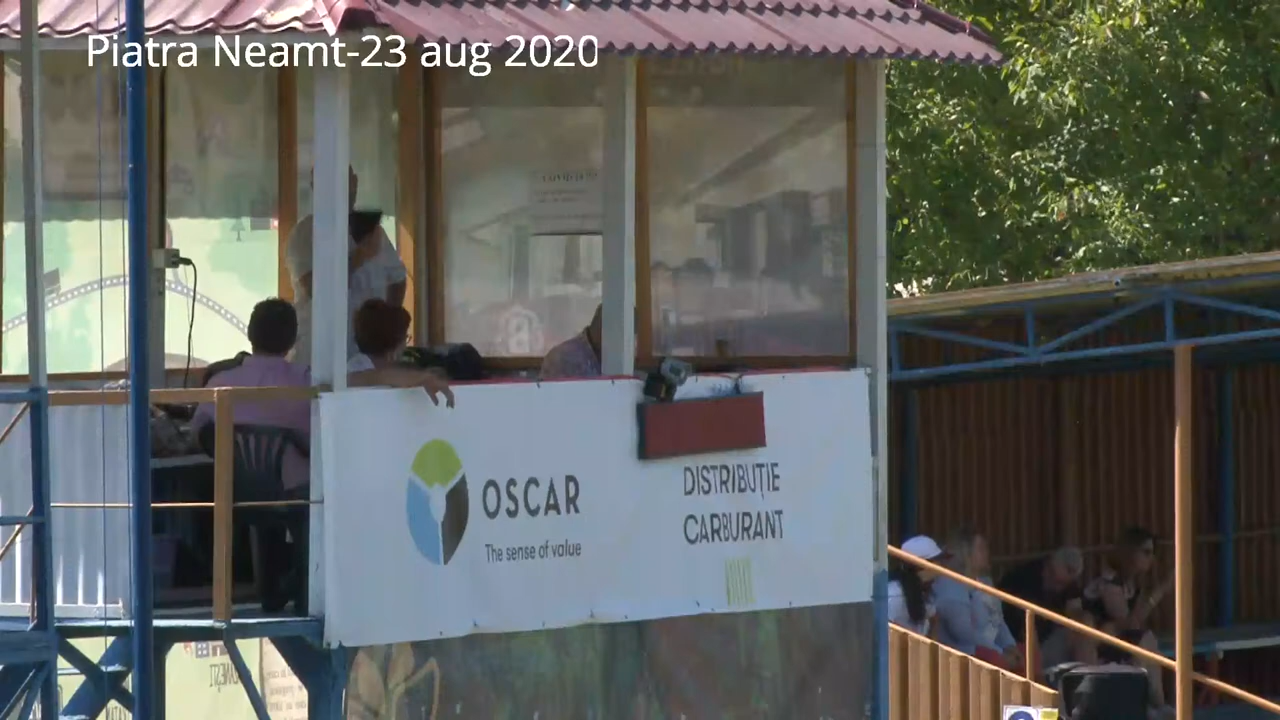 Piatra Neamt-23 aug 2020
OSCAR
The sense of value
DISTRIBUȚIE
CARBURANT